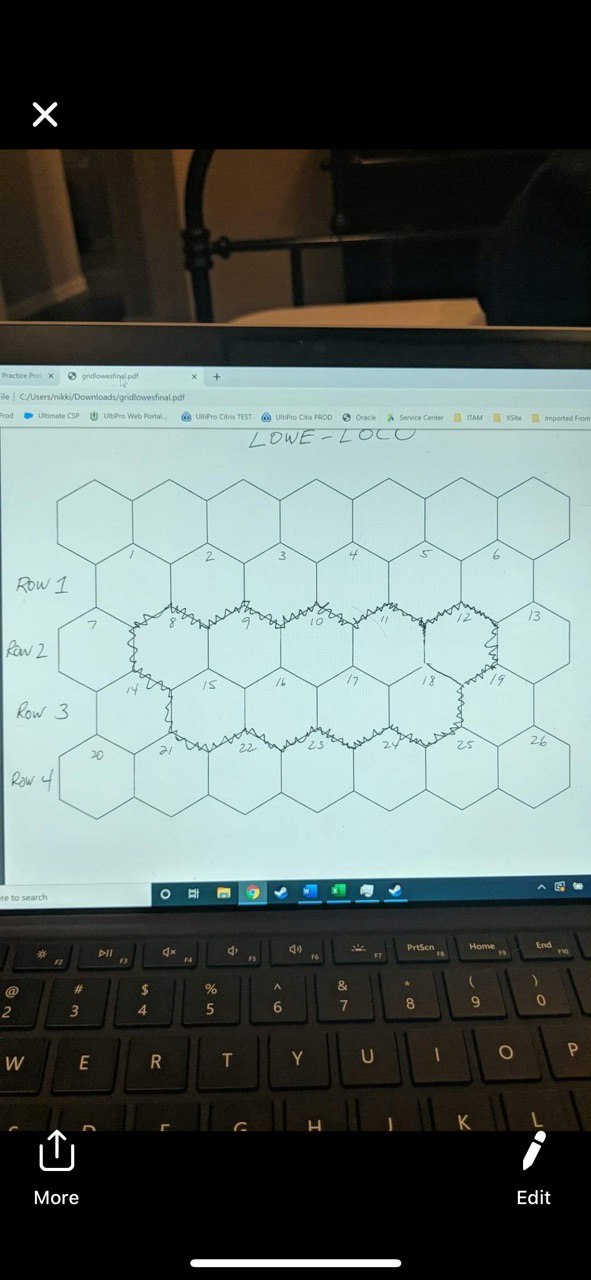 Practice Pro
gridlowesfinal.pdf
C:/Users/nikki/Downloads/gridlowesfinal.pdf
Prod Ultimate CSP UltiPro Web Portal... UltiPro Citrix TEST UltiPro Citix PROD Oracle Service Center ITAM XSite Imported From
LOWE-LOCO
1 2 3 4 5 6
Row 1
7 8 9 10 11 12 13
Row 2
14 15 16 17 18 19
Row 3
20 21 22 23 24 25 26
Row 4
re to search
F2 F3 F4 F5 F6 F7 PrtScn F8 Home F9 End F10
@ # $ % ^ & * ( )
2 3 4 5 6 7 8 9 0
W E R T Y U I O P
G H J K L
More Edit